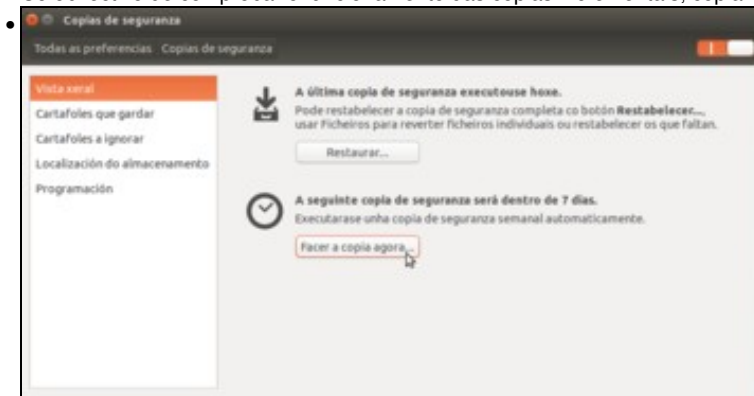 Copias de seguranza
Todas as preferencias Copias de seguranza
Vista xeral
Cartafoles que gardar
Cartafoles a ignorar
Localización do almacenamento
Programación
A última copia de seguranza executouse hoxe.
Pode restabelecer a copia de seguranza completa co botón Restabelecer...,
usar Ficheiros para reverter ficheiros individuais ou restabelecer os que faltan.
Restaurar...
A seguinte copia de seguranza será dentro de 7 días.
Executarase unha copia de seguranza semanal automaticamente.
Facer a copia agora...